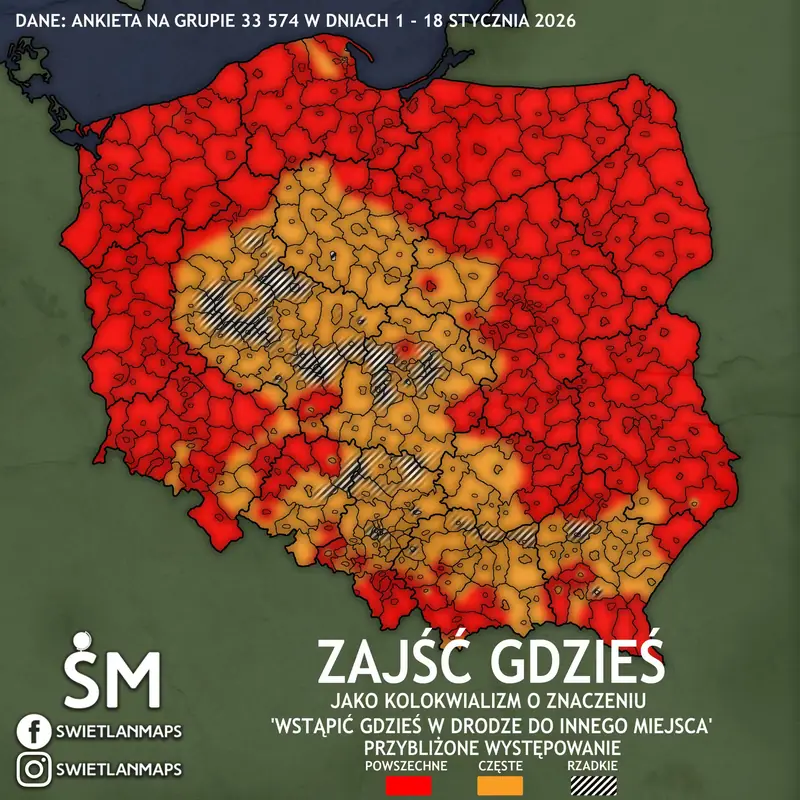 DANE: ANKIETA NA GRUPIE 33 574 W DNIACH 1 - 18 STYCZNIA 2026
ZAJŚĆ GDZIEŚ
JAKO KOLOKWIALIZM O ZNACZENIU
'WSTĄPIĆ GDZIEŚ W DRODZE DO INNEGO MIEJSCA'
PRZYBLIŻONE WYSTĘPOWANIE
POWSZECHNE CZĘSTE RZADKIE
ŚM
SWIETLANMAPS
SWIETLANMAPS